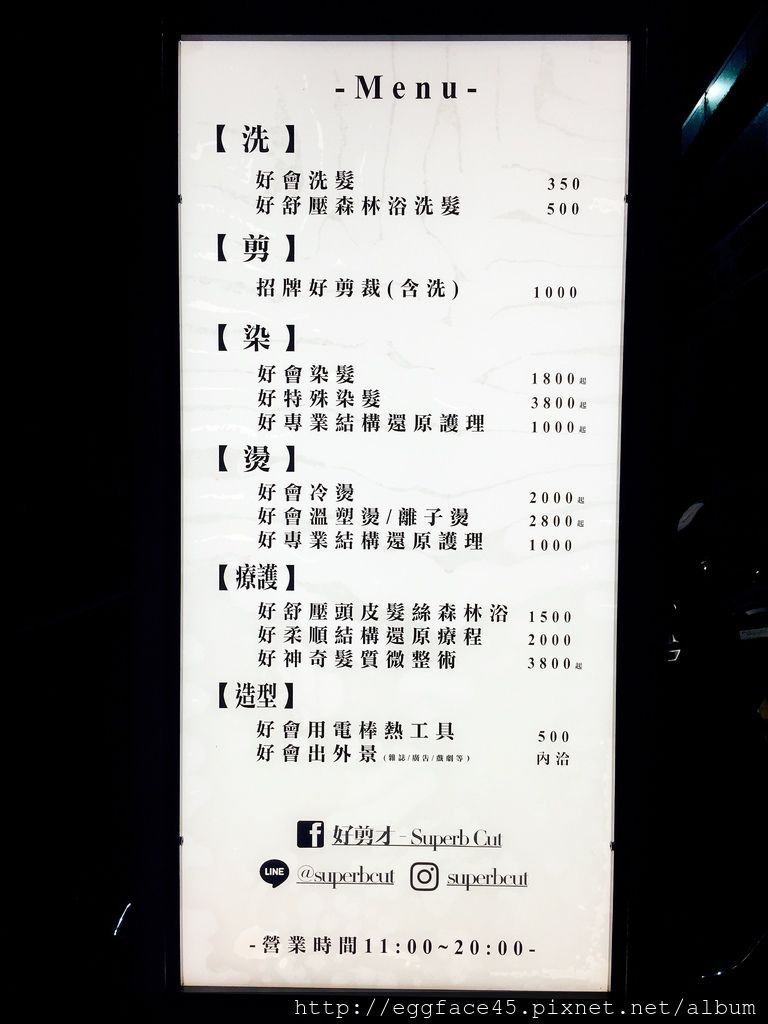 -Menu-
【洗】
好會洗髮 350
好舒壓森林浴洗髮 500
【剪】
招牌好剪裁(含洗) 1000
【染】
好會染髮 1800起
好特殊染髮 3800起
好專業結構還原護理 1000起
【燙】
好會冷燙 2000起
好會溫塑燙/離子燙 2800起
好專業結構還原護理 1000
【療護】
好舒壓頭皮髮絲森林浴 1500
好柔順結構還原療程 2000
好神奇髮質微整術 3800起
【造型】
好會用電棒熱工具 500
好會出外景(雜誌/廣告/戲劇等) 內洽
f 好剪才 - Superb Cut
LINE @superbcut superbcut
-營業時間11:00~20:00-
http://eggface45.pixnet.net/album